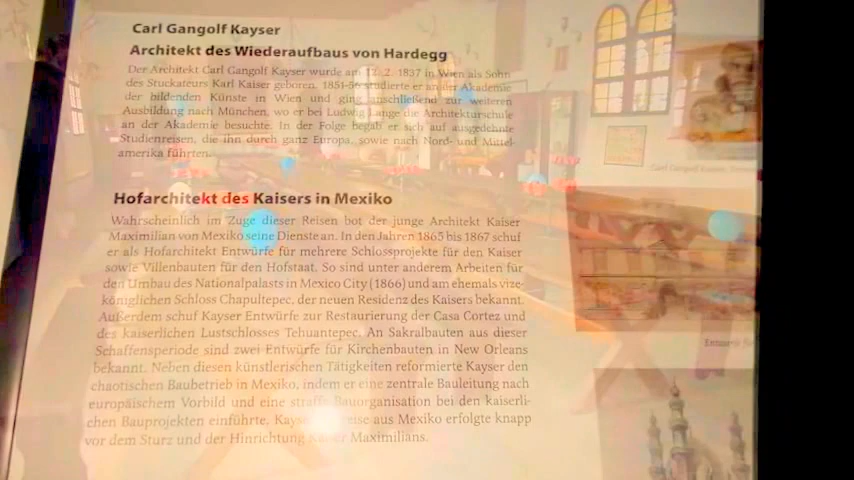 Carl Gangolf Kayser
Architekt des Wiederaufbaus von Hardegg
Der Architekt Carl Gangolf Kayser wurde am 12. 2. 1837 in Wien als Sohn
des Stuckateurs Karl Kaiser geboren. 1851-56 studierte er an der Akademie
der bildenden Künste in Wien und ging anschließend zur weiteren
Ausbildung nach München, wo er bei Ludwig Lange die Architekturschule
an der Akademie besuchte. In der Folge begab er sich auf ausgedehnte
Studienreisen, die ihn durch ganz Europa, sowie nach Nord- und Mittel-
amerika führten.
Hofarchitekt des Kaisers in Mexiko
Wahrscheinlich im Zuge dieser Reisen bot der junge Architekt Kaiser
Maximilian von Mexiko seine Dienste an. In den Jahren 1865 bis 1867 schuf
er als Hofarchitekt Entwürfe für mehrere Schlossprojekte für den Kaiser
sowie Villenbauten für den Hofstaat. So sind unter anderem Arbeiten für
den Umbau des Nationalpalasts in Mexico City (1866) und am ehemals vize-
königlichen Schloss Chapultepec, der neuen Residenz des Kaisers bekannt.
Außerdem schuf Kayser Entwürfe zur Restaurierung der Casa Cortez und
des kaiserlichen Lustschlosses Tehuantepec. An Sakralbauten aus dieser
Schaffensperiode sind zwei Entwürfe für Kirchenbauten in New Orleans
bekannt. Neben diesen künstlerischen Tätigkeiten reformierte Kayser den
chaotischen Baubetrieb in Mexiko, indem er eine zentrale Bauleitung nach
europäischem Vorbild und eine straffe Bauorganisation bei den kaiserli-
chen Bauprojekten einführte. aus Mexiko erfolgte knapp
vor dem Sturz und der Hinrichtung Kaiser Maximilians.
Carl Gangolf Kayser,
Entwurf